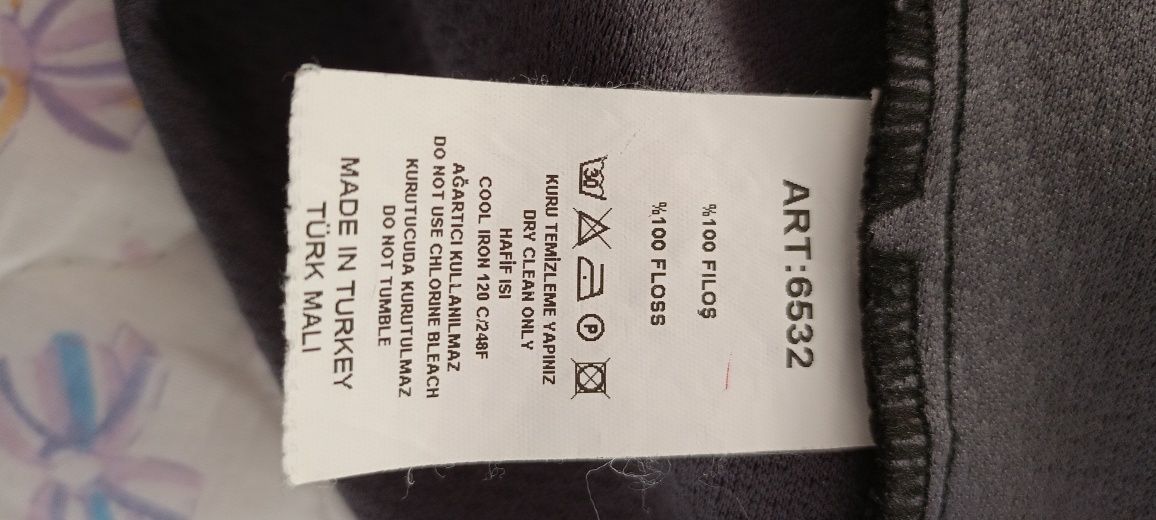 ART:6532
%100 FİLOŞ
%100 FLOSS
30 P
KURU TEMİZLEME YAPINIZ
DRY CLEAN ONLY
HAFİF ISI
COOL IRON 120 C/248F
AĞARTICI KULLANILMAZ
DO NOT USE CHLORINE BLEACH
KURUTUCUDA KURUTULMAZ
DO NOT TUMBLE
MADE IN TURKEY
TÜRK MALI